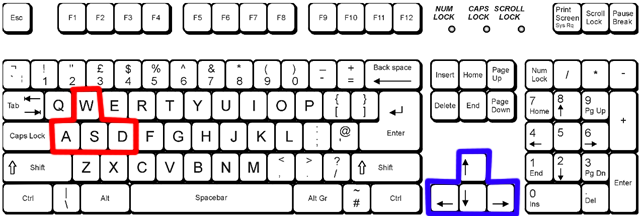 Esc F1 F2 F3 F4 F5 F6 F7 F8 F9 F10 F11 F12 NUM LOCK CAPS LOCK SCROLL LOCK Print Screen Sys Rq Scroll Lock Pause Break
! 1 " 2 £ 3 $ 4 % 5 ^ 6 & 7 * 8 ( 9 ) 0 _ - + = Back space Insert Home Page Up Num Lock / * -
Tab Q W E R T Y U I O P { [ } ] Delete End Page Down 7 Home 8 ↑ 9 Pg Up +
Caps Lock A S D F G H J K L : ; @ ' Enter 4 ← 5 6 →
Shift Z X C V B N M < , > . ? / Shift ↑ 1 End 2 ↓ 3 Pg Dn Enter
Ctrl | \ Alt Spacebar Alt Gr ~ # Ctrl ← ↓ → 0 Ins . Del